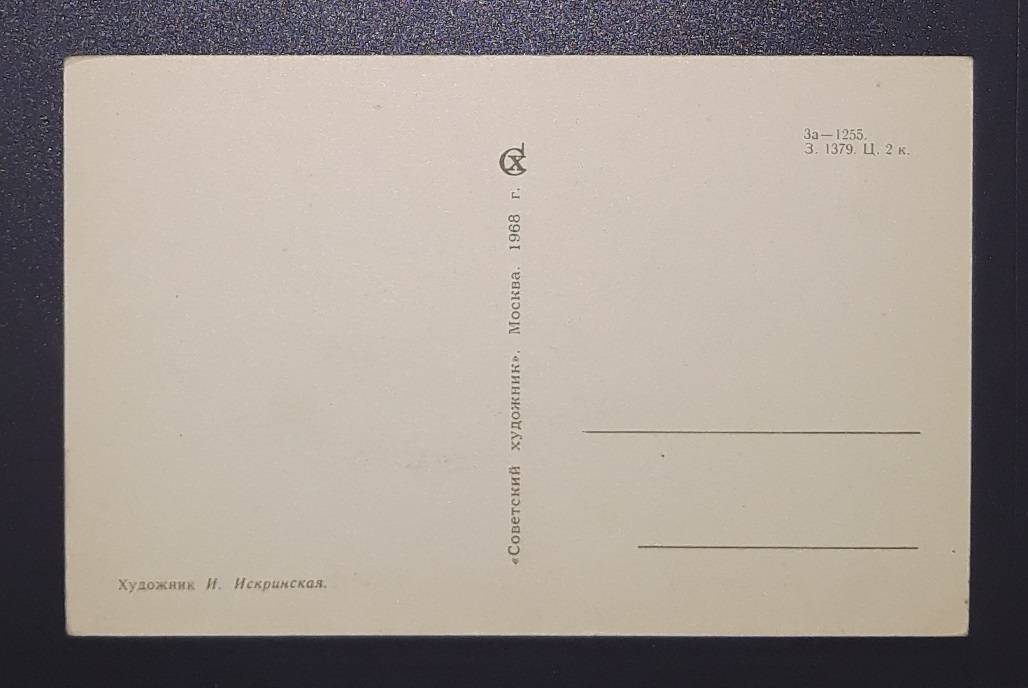 За—1255.
З. 1379. Ц. 2 к.
«Советский художник». Москва. 1968 г.
СХ
Художник И. Искринская.